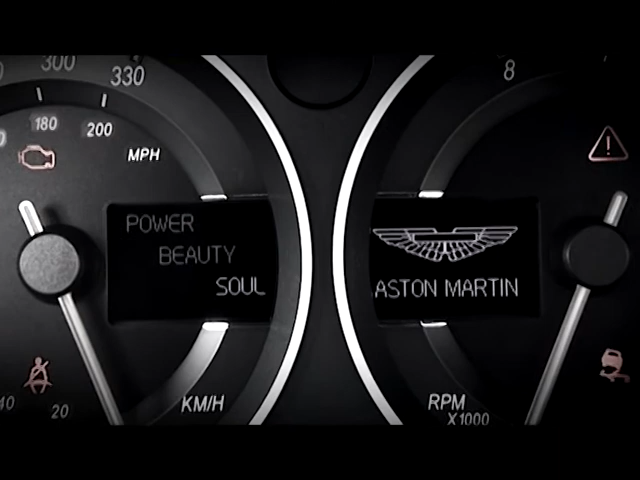 300
330
180
200
MPH
POWER
BEAUTY
SOUL
20
KM/H
8
ASTON MARTIN
RPM
X1000